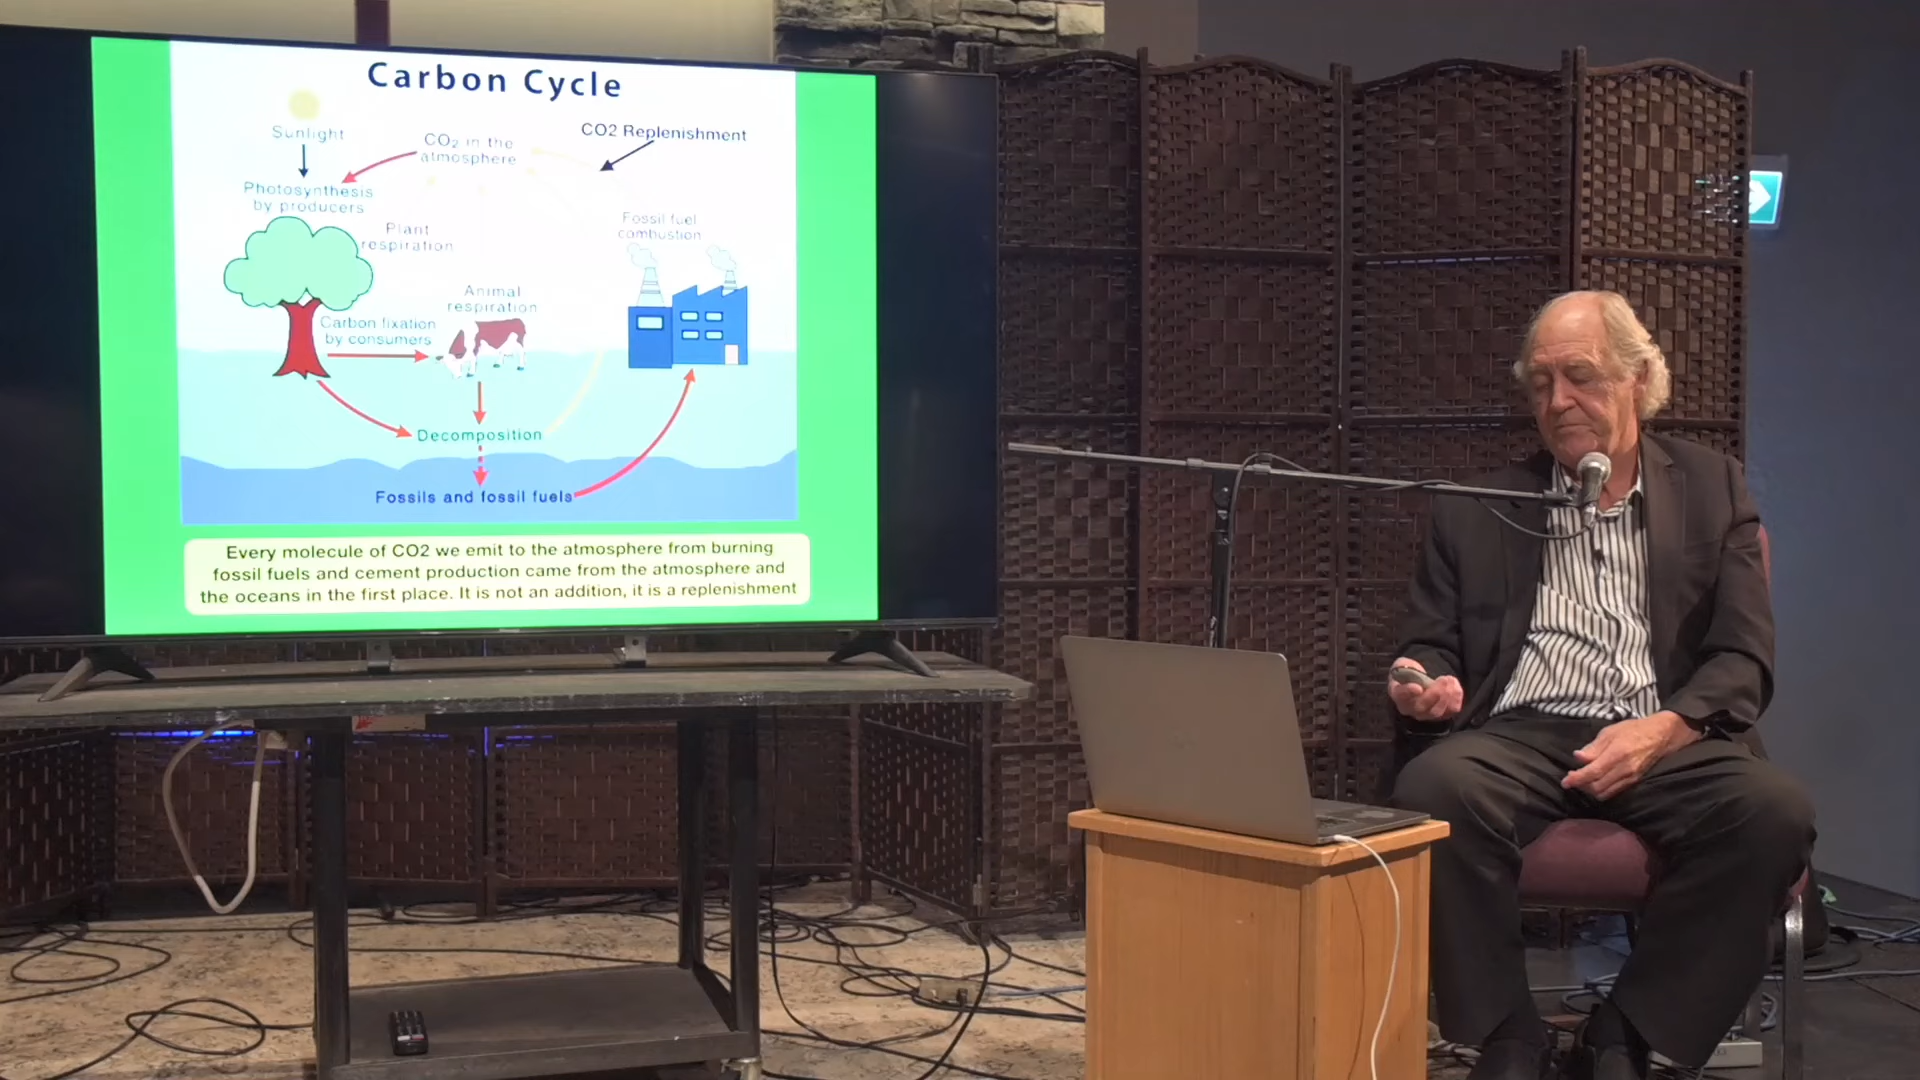 Carbon Cycle
Sunlight
CO2 in the
atmosphere
CO2 Replenishment
Photosynthesis
by producers
Plant
respiration
Fossil fuel
combustion
Animal
respiration
Carbon fixation
by consumers
Decomposition
Fossils and fossil fuels
Every molecule of CO2 we emit to the atmosphere from burning
fossil fuels and cement production came from the atmosphere and
the oceans in the first place. It is not an addition, it is a replenishment